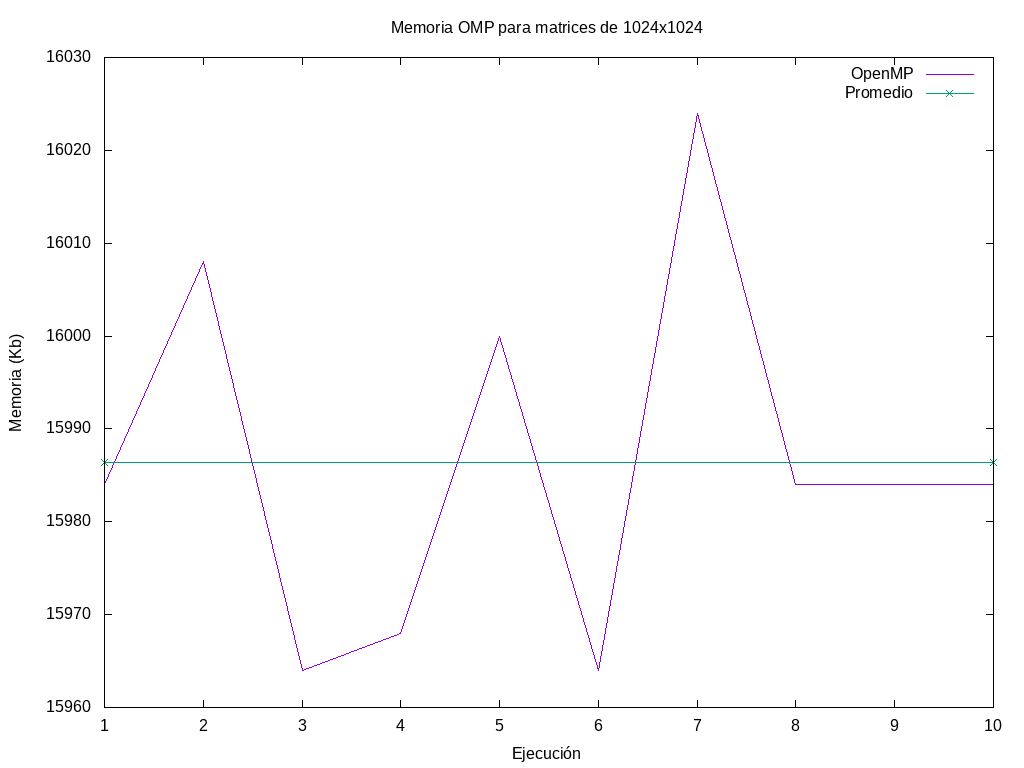 Memoria OMP para matrices de 1024x1024
16030
16020
16010
16000
15990
15980
15970
15960
Memoria (Kb)
OpenMP
Promedio
1 2 3 4 5 6 7 8 9 10
Ejecución